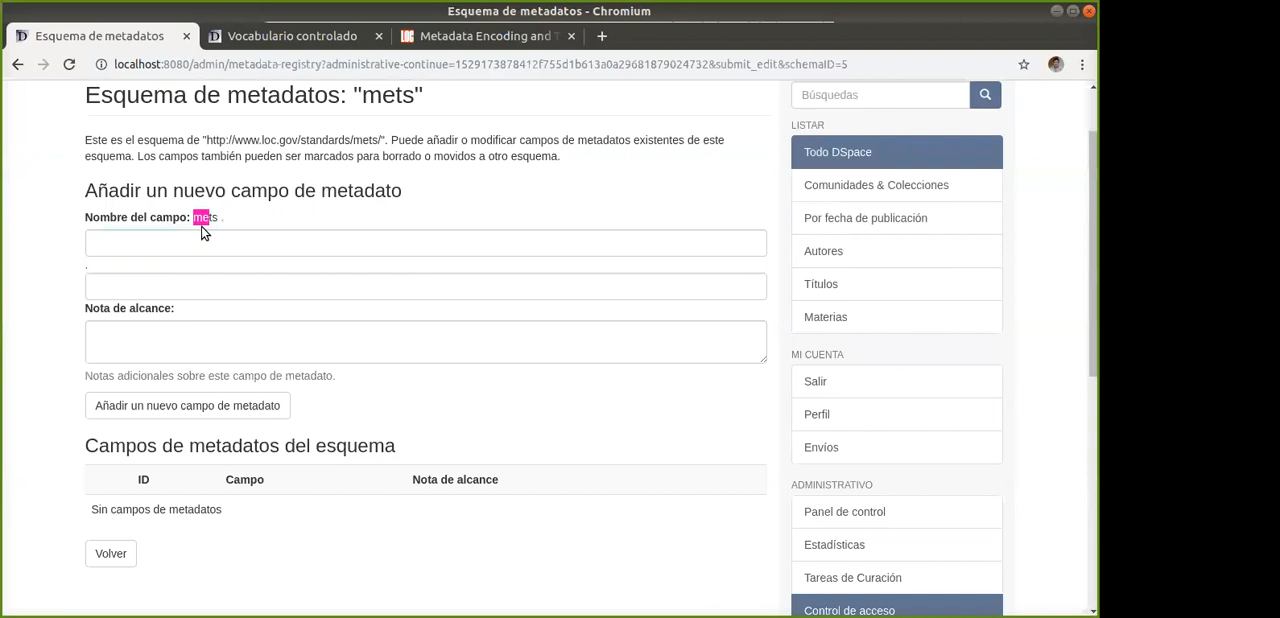 Esquema de metadatos - Chromium
Esquema de metadatos
Vocabulario controlado
Metadata Encoding and T
localhost:8080/admin/metadata-registry?administrative-continue=1529173878412f755d1b613a0a29681879024732&submit_edit&schemaID=5
Esquema de metadatos: "mets"
Este es el esquema de "http://www.loc.gov/standards/mets/". Puede añadir o modificar campos de metadatos existentes de este
esquema. Los campos también pueden ser marcados para borrado o movidos a otro esquema.
Añadir un nuevo campo de metadato
Nombre del campo: mets .
.
Nota de alcance:
Notas adicionales sobre este campo de metadato.
Añadir un nuevo campo de metadato
Campos de metadatos del esquema
ID Campo Nota de alcance
Sin campos de metadatos
Volver
Búsquedas
LISTAR
Todo DSpace
Comunidades & Colecciones
Por fecha de publicación
Autores
Títulos
Materias
MI CUENTA
Salir
Perfil
Envíos
ADMINISTRATIVO
Panel de control
Estadísticas
Tareas de Curación
Control de acceso